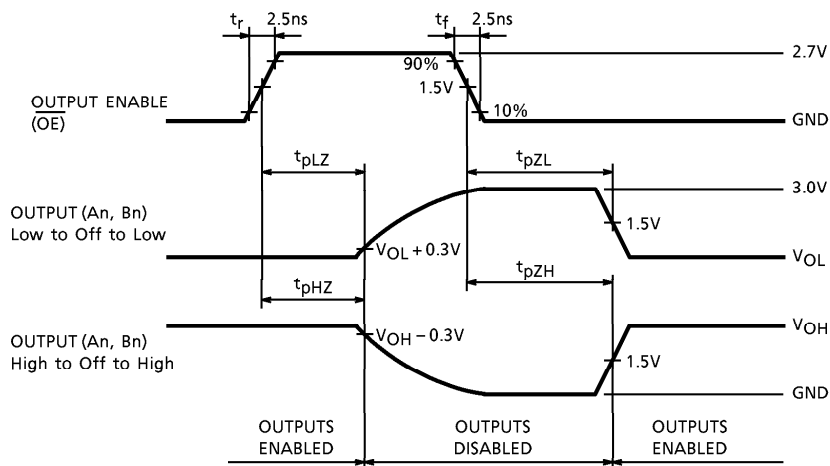 tr 2.5ns tf 2.5ns
2.7V
90%
1.5V
OUTPUT ENABLE
(OE)
10%
GND
tpLZ tpZL
3.0V
OUTPUT (An, Bn)
Low to Off to Low
1.5V
VOL + 0.3V
VOL
tpHZ tpZH
VOH
OUTPUT (An, Bn)
High to Off to High
VOH − 0.3V
1.5V
GND
OUTPUTS
ENABLED
OUTPUTS
DISABLED
OUTPUTS
ENABLED